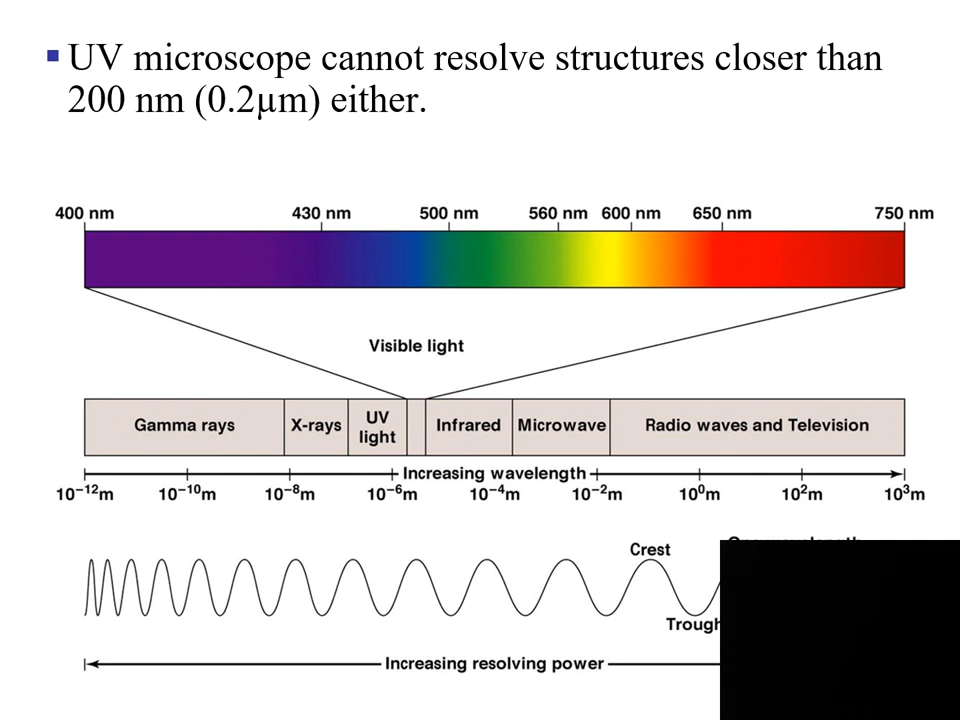 UV microscope cannot resolve structures closer than
200 nm (0.2µm) either.
400 nm 430 nm 500 nm 560 nm 600 nm 650 nm 750 nm
Visible light
Gamma rays X-rays UV light Infrared Microwave Radio waves and Television
Increasing wavelength
10⁻¹²m 10⁻¹⁰m 10⁻⁸m 10⁻⁶m 10⁻⁴m 10⁻²m 10⁰m 10²m 10³m
Crest
Trough
Increasing resolving power